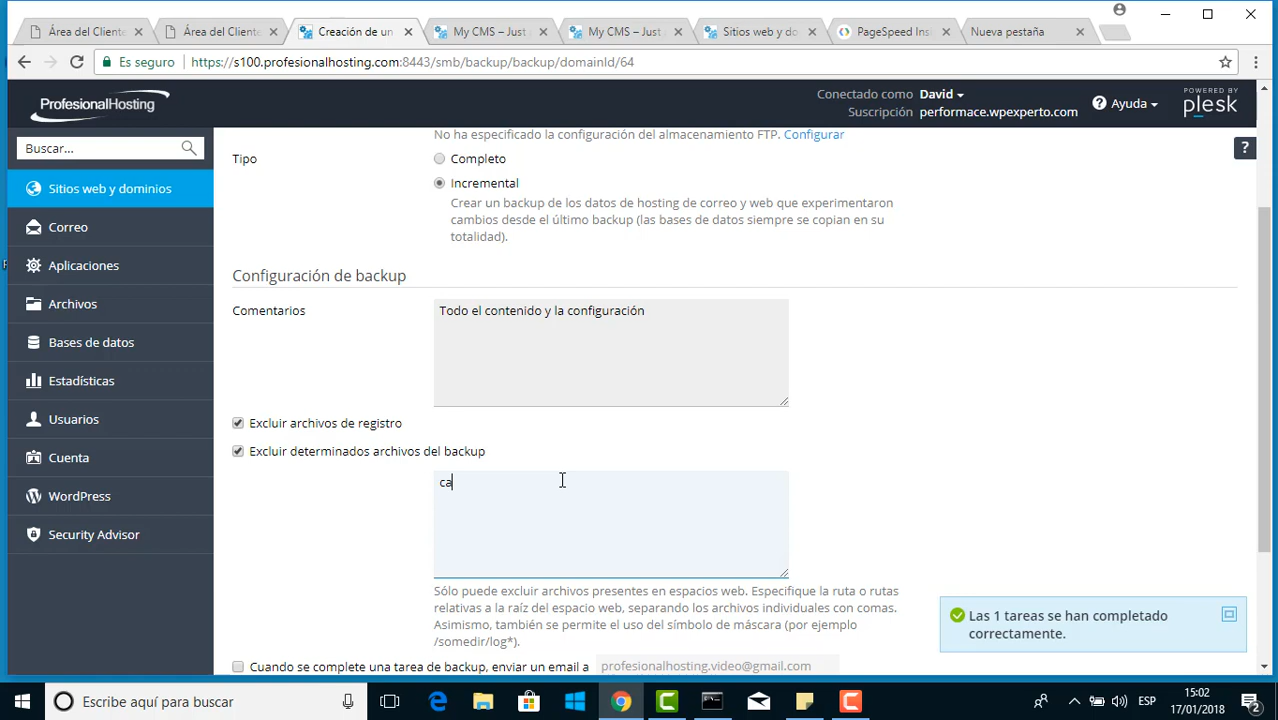 Área del Cliente
Área del Cliente
Creación de un
My CMS – Just
My CMS – Just
Sitios web y do
PageSpeed Insi
Nueva pestaña
Es seguro
https://s100.profesionalhosting.com:8443/smb/backup/backup/domainId/64
ProfesionalHosting
Conectado como David
Suscripción performace.wpexperto.com
Ayuda
POWERED BY
plesk
Buscar...
Sitios web y dominios
Correo
Aplicaciones
Archivos
Bases de datos
Estadísticas
Usuarios
Cuenta
WordPress
Security Advisor
No ha especificado la configuración del almacenamiento FTP. Configurar
?
Tipo
Completo
Incremental
Crear un backup de los datos de hosting de correo y web que experimentaron
cambios desde el último backup (las bases de datos siempre se copian en su
totalidad).
Configuración de backup
Comentarios
Todo el contenido y la configuración
Excluir archivos de registro
Excluir determinados archivos del backup
ca
Sólo puede excluir archivos presentes en espacios web. Especifique la ruta o rutas
relativas a la raíz del espacio web, separando los archivos individuales con comas.
Asimismo, también se permite el uso del símbolo de máscara (por ejemplo
/somedir/log*).
Las 1 tareas se han completado
correctamente.
Cuando se complete una tarea de backup, enviar un email a
profesionalhosting.video@gmail.com
Escribe aquí para buscar
ESP
15:02
17/01/2018
2